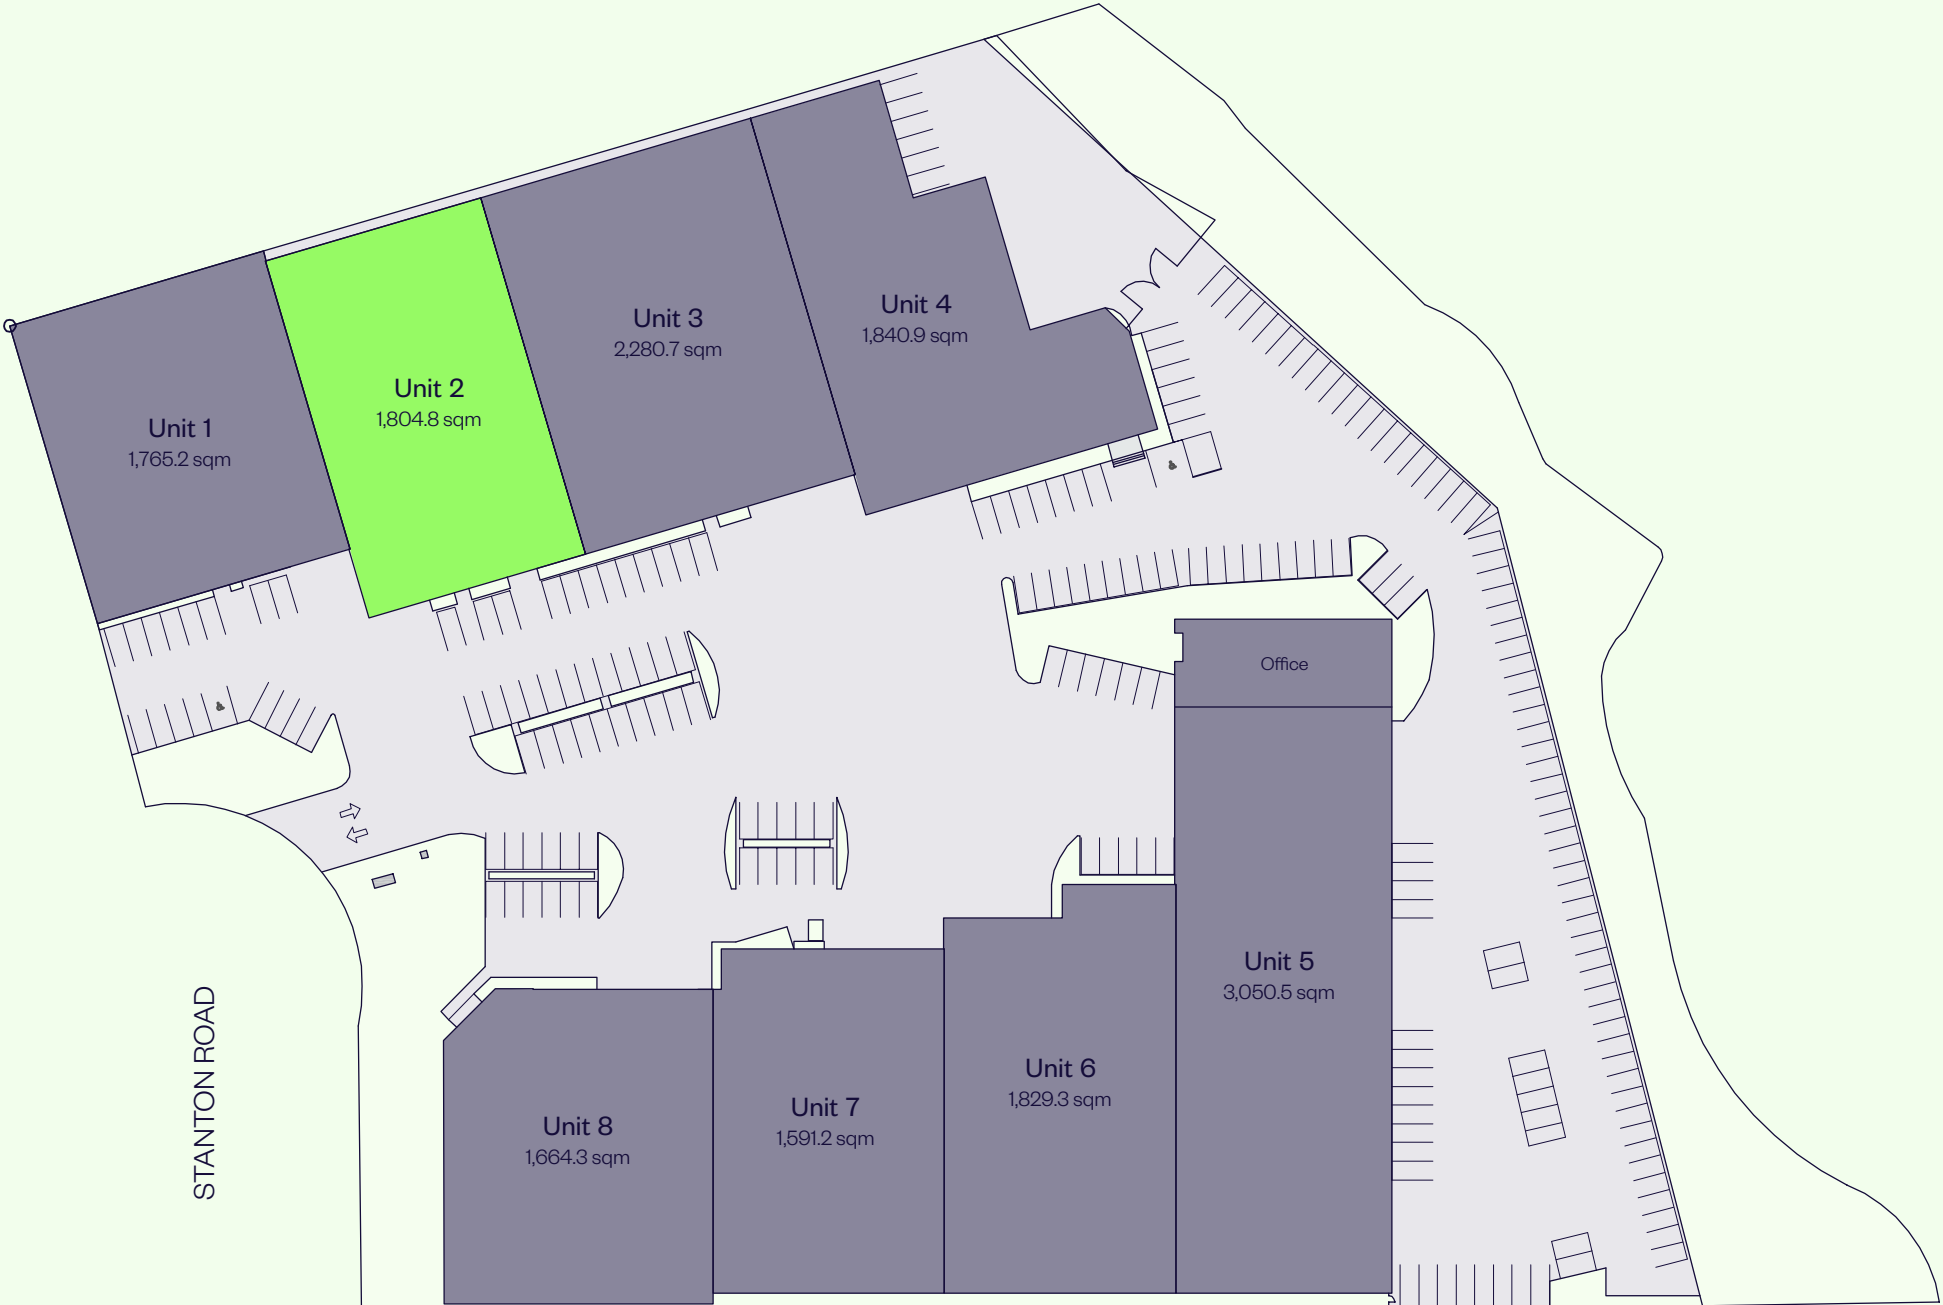 Unit 1
1,765.2 sqm
Unit 2
1,804.8 sqm
Unit 3
2,280.7 sqm
Unit 4
1,840.9 sqm
Office
Unit 5
3,050.5 sqm
Unit 6
1,829.3 sqm
Unit 7
1,591.2 sqm
Unit 8
1,664.3 sqm
STANTON ROAD